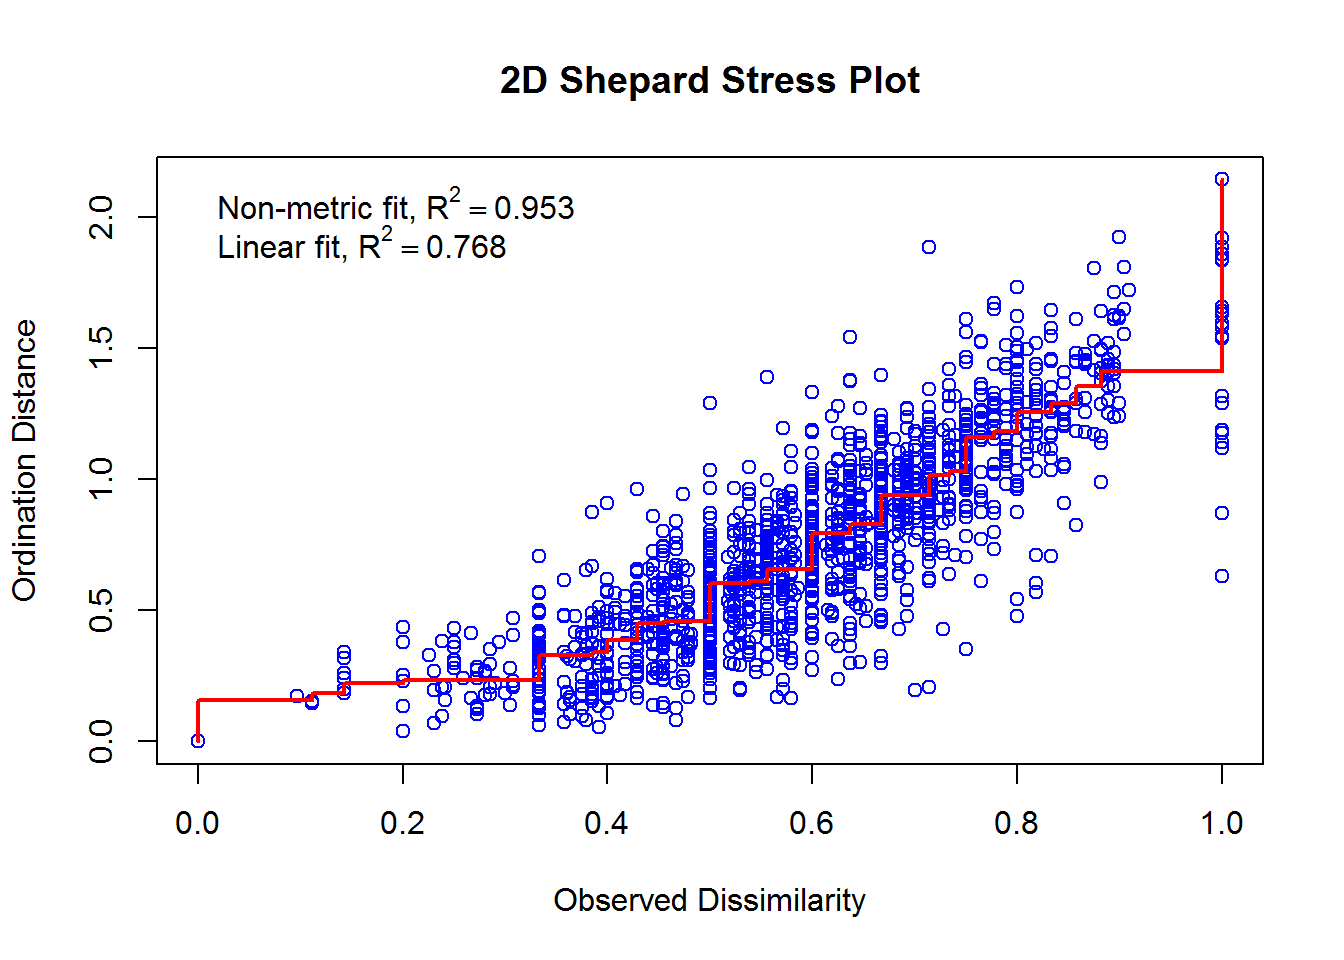 2D Shepard Stress Plot
Non-metric fit, R² = 0.953
Linear fit, R² = 0.768
Ordination Distance
2.0
1.5
1.0
0.5
0.0
0.0 0.2 0.4 0.6 0.8 1.0
Observed Dissimilarity